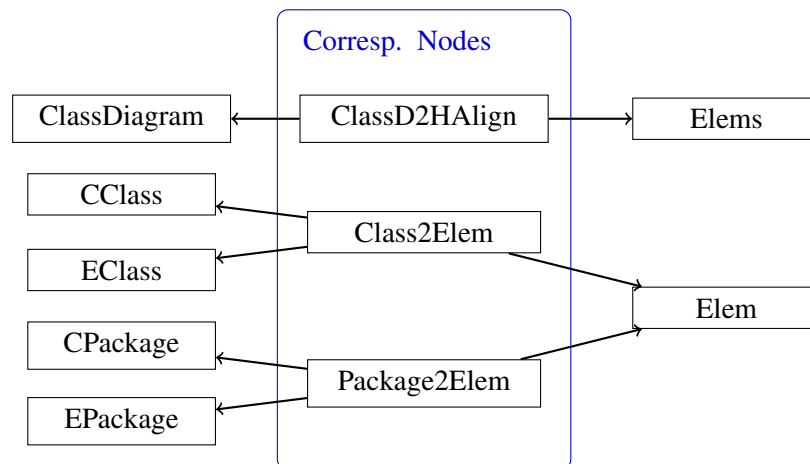 Corresp. Nodes
ClassDiagram
ClassD2HAlign
Elems
CClass
Class2Elem
EClass
Elem
CPackage
Package2Elem
EPackage